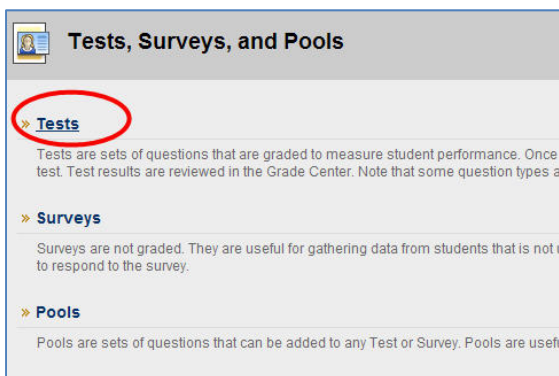 Tests, Surveys, and Pools
» Tests
Tests are sets of questions that are graded to measure student performance. Once
test. Test results are reviewed in the Grade Center. Note that some question types a
» Surveys
Surveys are not graded. They are useful for gathering data from students that is not
to respond to the survey.
» Pools
Pools are sets of questions that can be added to any Test or Survey. Pools are usef